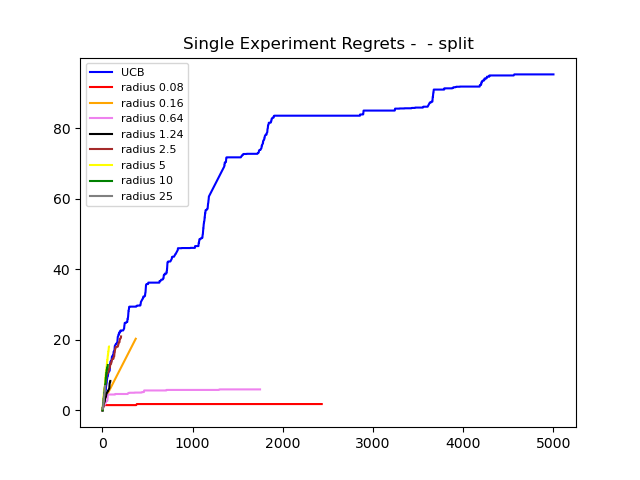 Single Experiment Regrets -  - split
UCB
radius 0.08
radius 0.16
radius 0.64
radius 1.24
radius 2.5
radius 5
radius 10
radius 25
80
60
40
20
0
0 1000 2000 3000 4000 5000